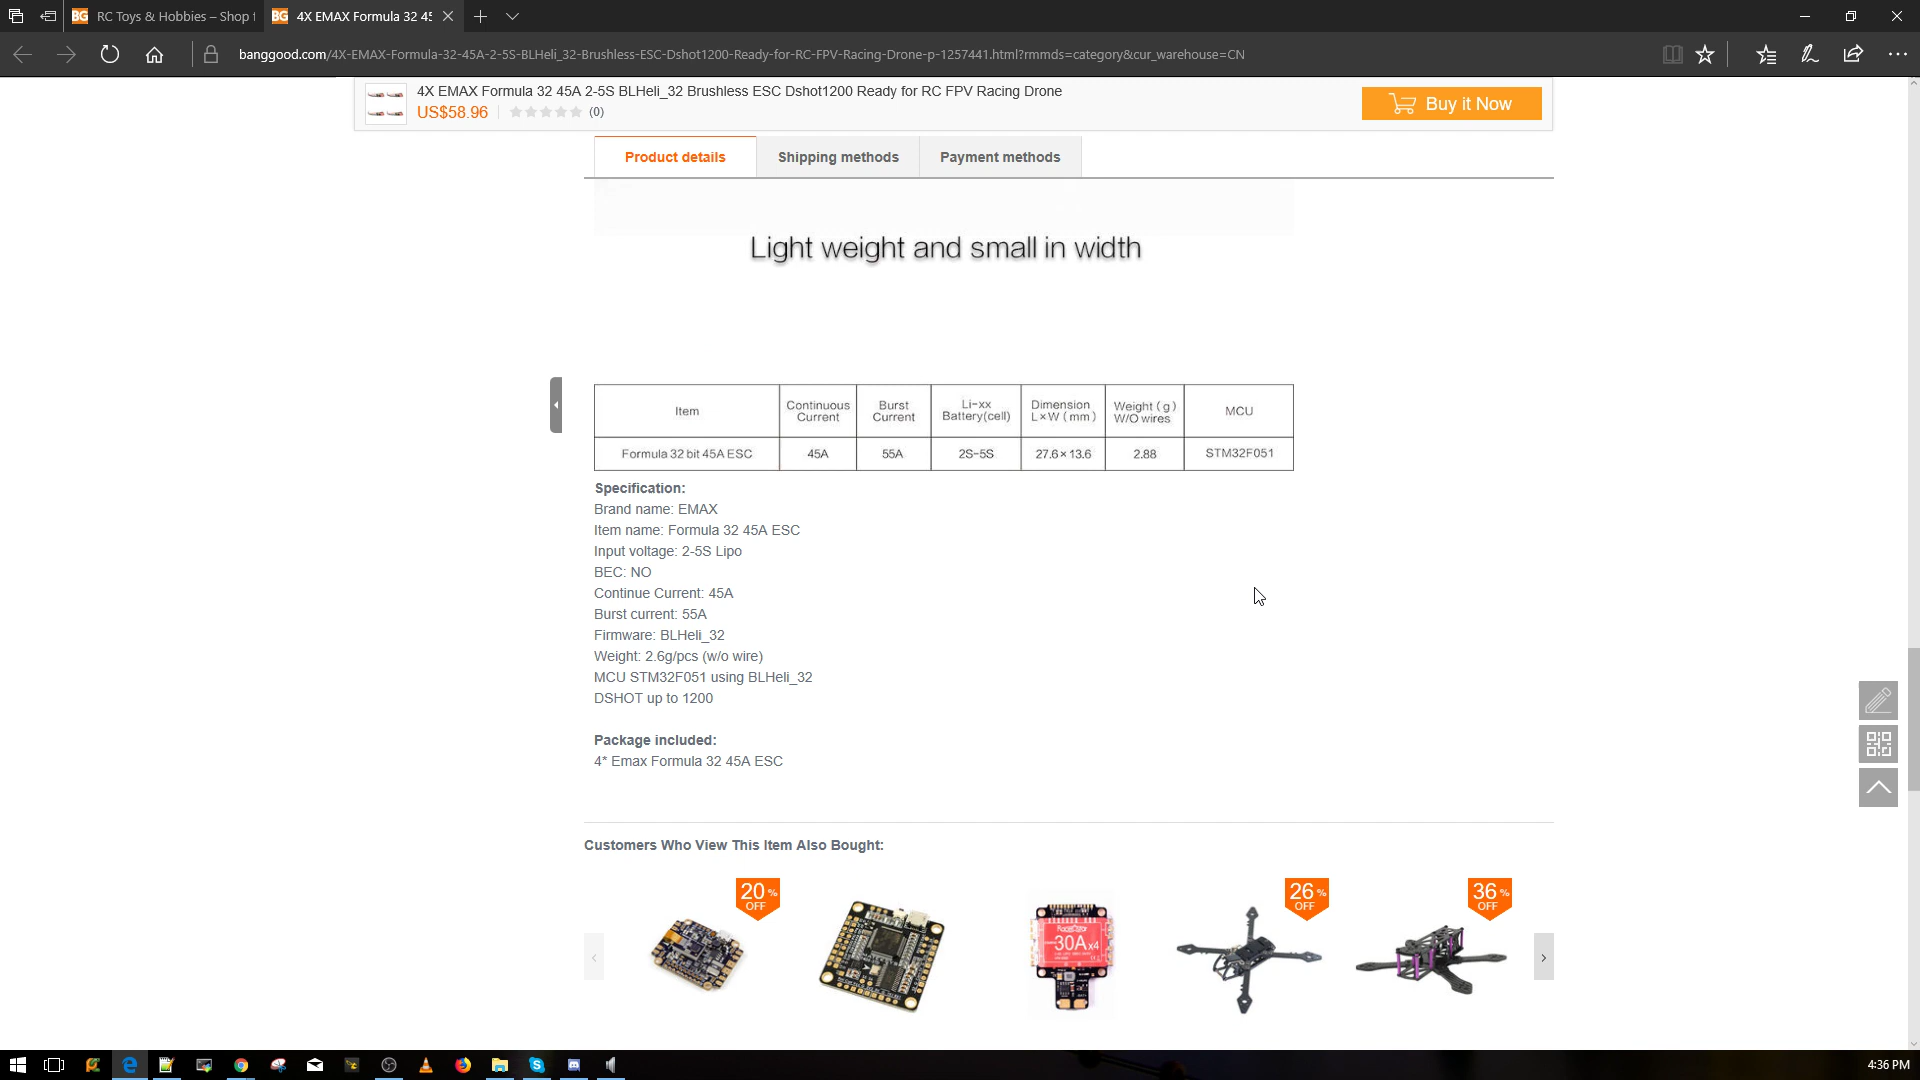 BG RC Toys & Hobbies – Shop f
BG 4X EMAX Formula 32 45
banggood.com/4X-EMAX-Formula-32-45A-2-5S-BLHeli_32-Brushless-ESC-Dshot1200-Ready-for-RC-FPV-Racing-Drone-p-1257441.html?rmmds=category&cur_warehouse=CN
4X EMAX Formula 32 45A 2-5S BLHeli_32 Brushless ESC Dshot1200 Ready for RC FPV Racing Drone
US$58.96 (0)
Buy it Now
Product details Shipping methods Payment methods
Light weight and small in width
Item Continuous Current Burst Current Li-xx Battery(cell) Dimension L×W(mm) Weight(g) W/O wires MCU
Formula 32 bit 45A ESC 45A 55A 2S-5S 27.6×13.6 2.88 STM32F051
Specification:
Brand name: EMAX
Item name: Formula 32 45A ESC
Input voltage: 2-5S Lipo
BEC: NO
Continue Current: 45A
Burst current: 55A
Firmware: BLHeli_32
Weight: 2.6g/pcs (w/o wire)
MCU STM32F051 using BLHeli_32
DSHOT up to 1200
Package included:
4* Emax Formula 32 45A ESC
Customers Who View This Item Also Bought:
20% OFF
30A x4
26% OFF
36% OFF
4:36 PM